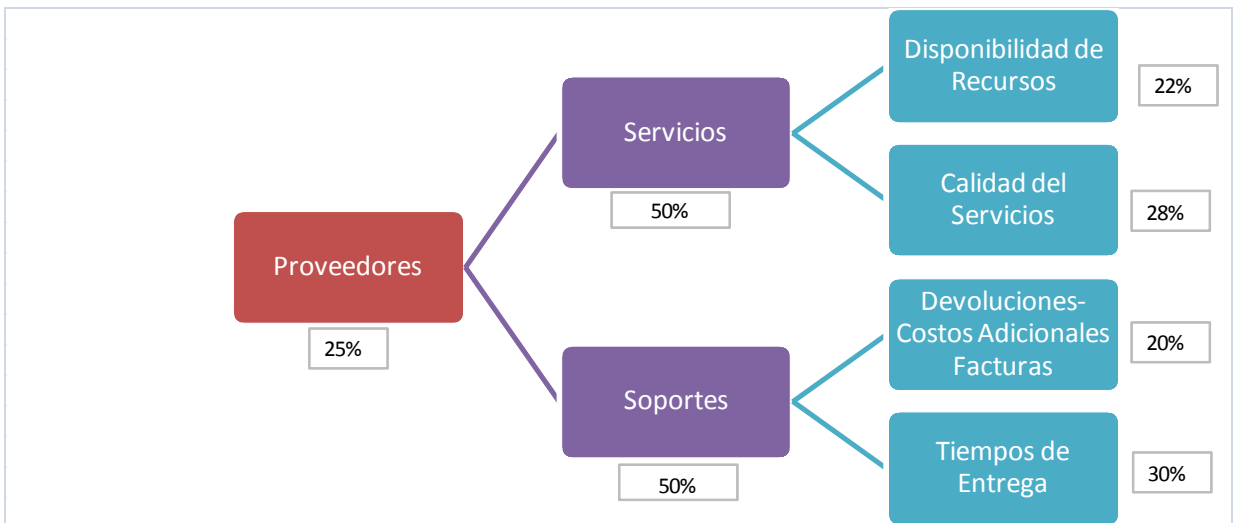 Disponibilidad de
Recursos
22%
Servicios
50%
Calidad del
Servicios
28%
Proveedores
25%
Devoluciones-
Costos Adicionales
Facturas
20%
Soportes
50%
Tiempos de
Entrega
30%